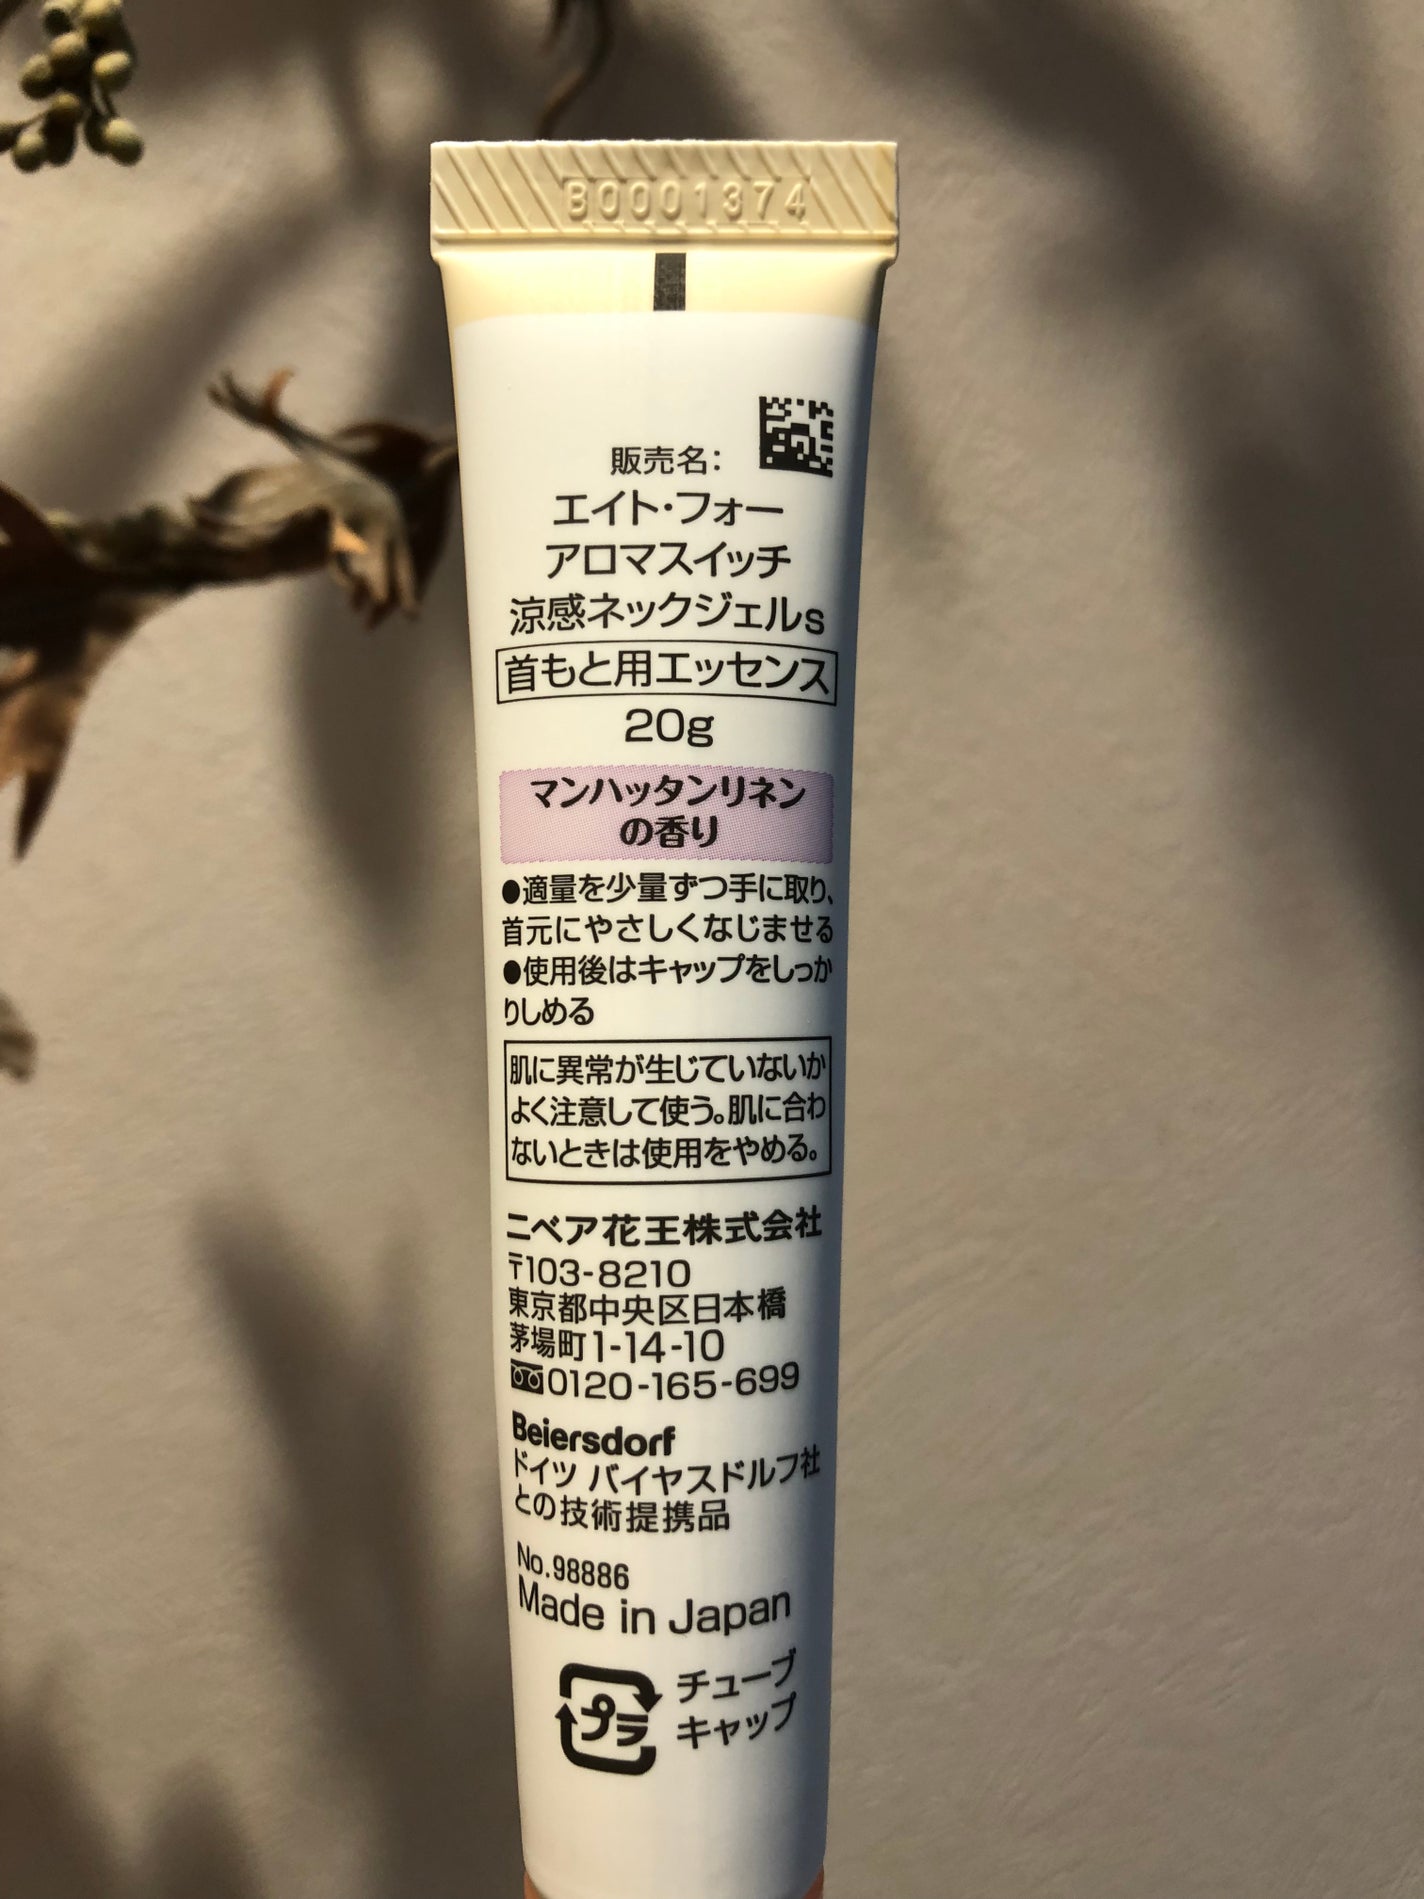 B0001374
販売名：
エイト・フォー
アロマスイッチ
涼感ネックジェルs
首もと用エッセンス
20g
マンハッタンリネン
の香り
●適量を少量ずつ手に取り、
首元にやさしくなじませる
●使用後はキャップをしっか
りしめる
肌に異常が生じていないか
よく注意して使う。肌に合わ
ないときは使用をやめる。
ニベア花王株式会社
〒103-8210
東京都中央区日本橋
茅場町1-14-10
0120-165-699
Beiersdorf
ドイツ バイヤスドルフ社
との技術提携品
No.98886
Made in Japan
プラ
チューブ
キャップ